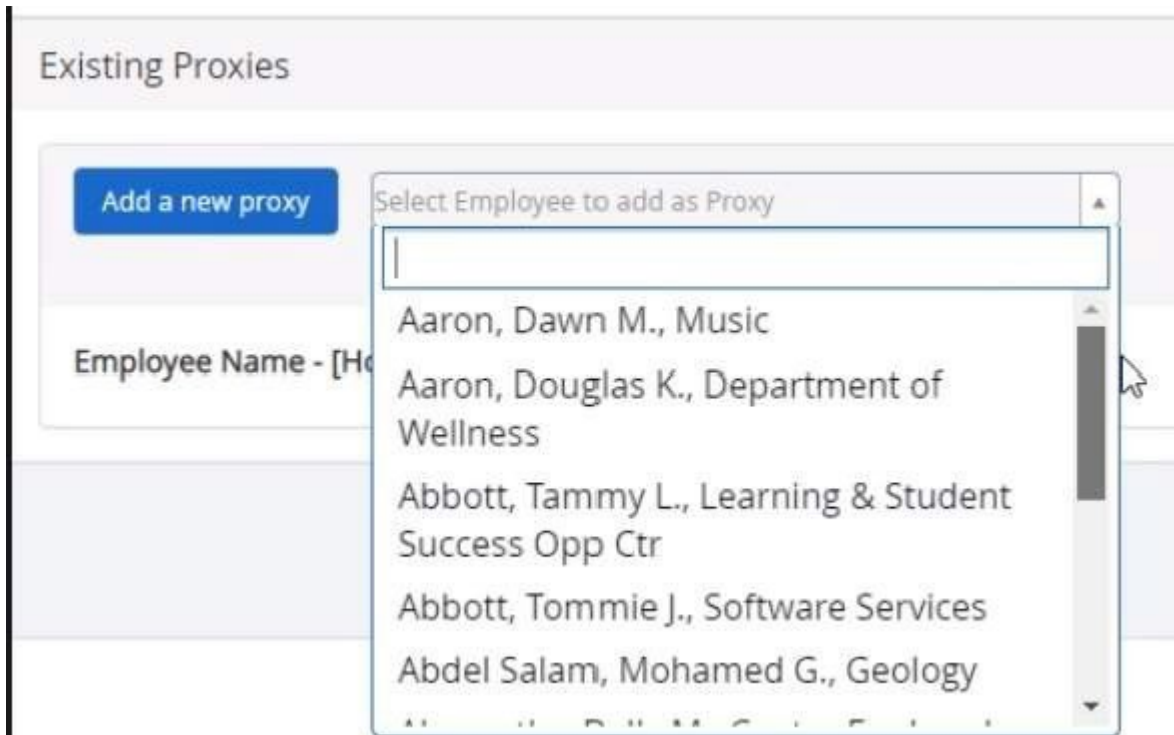 Existing Proxies
Add a new proxy
Select Employee to add as Proxy
Aaron, Dawn M., Music
Employee Name - [Ho
Aaron, Douglas K., Department of
Wellness
Abbott, Tammy L., Learning & Student
Success Opp Ctr
Abbott, Tommie J., Software Services
Abdel Salam, Mohamed G., Geology